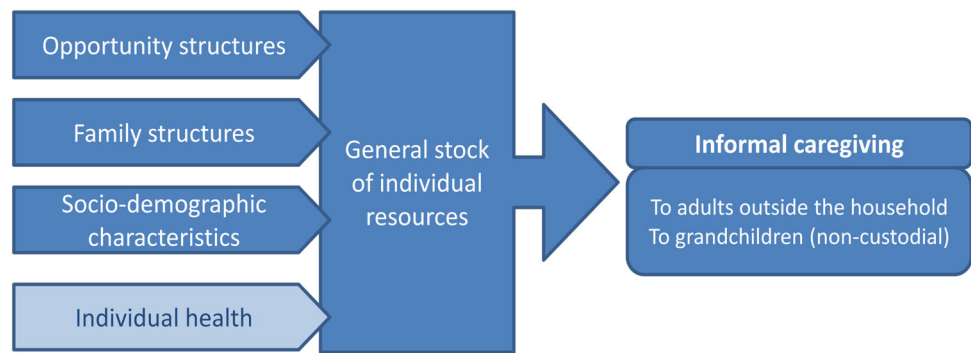 Opportunity structures
Family structures
Socio-demographic
characteristics
Individual health
General stock
of individual
resources
Informal caregiving
To adults outside the household
To grandchildren (non-custodial)